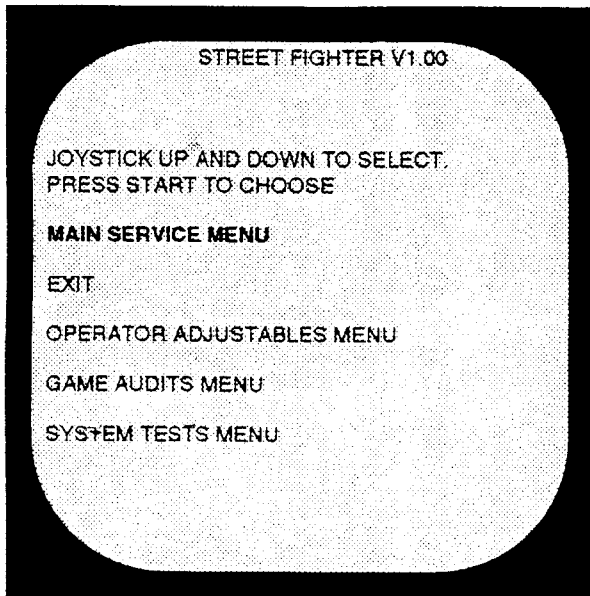 STREET FIGHTER V1.00
JOYSTICK UP AND DOWN TO SELECT.
PRESS START TO CHOOSE
MAIN SERVICE MENU
EXIT
OPERATOR ADJUSTABLES MENU
GAME AUDITS MENU
SYSTEM TESTS MENU